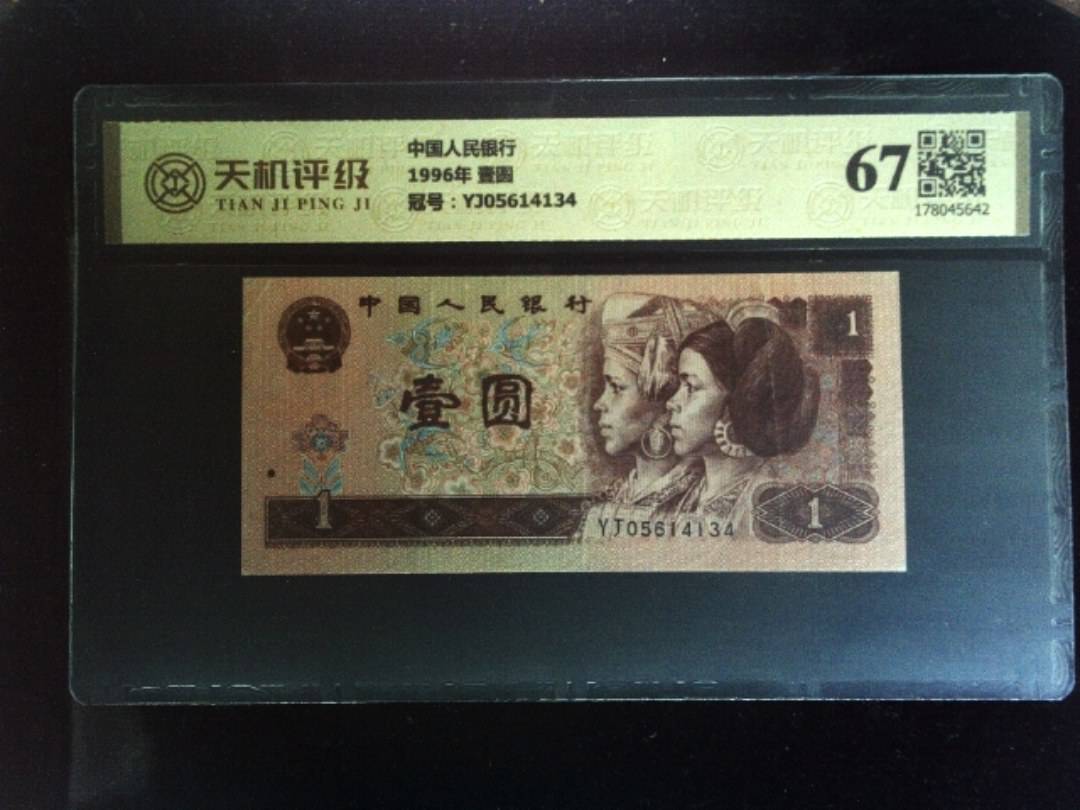 天机评级
TIAN JI PING JI
中国人民银行
1996年 壹圆
冠号：YJ05614134
67
178045642
中国人民银行
1
壹圆
1
YJ05614134
1